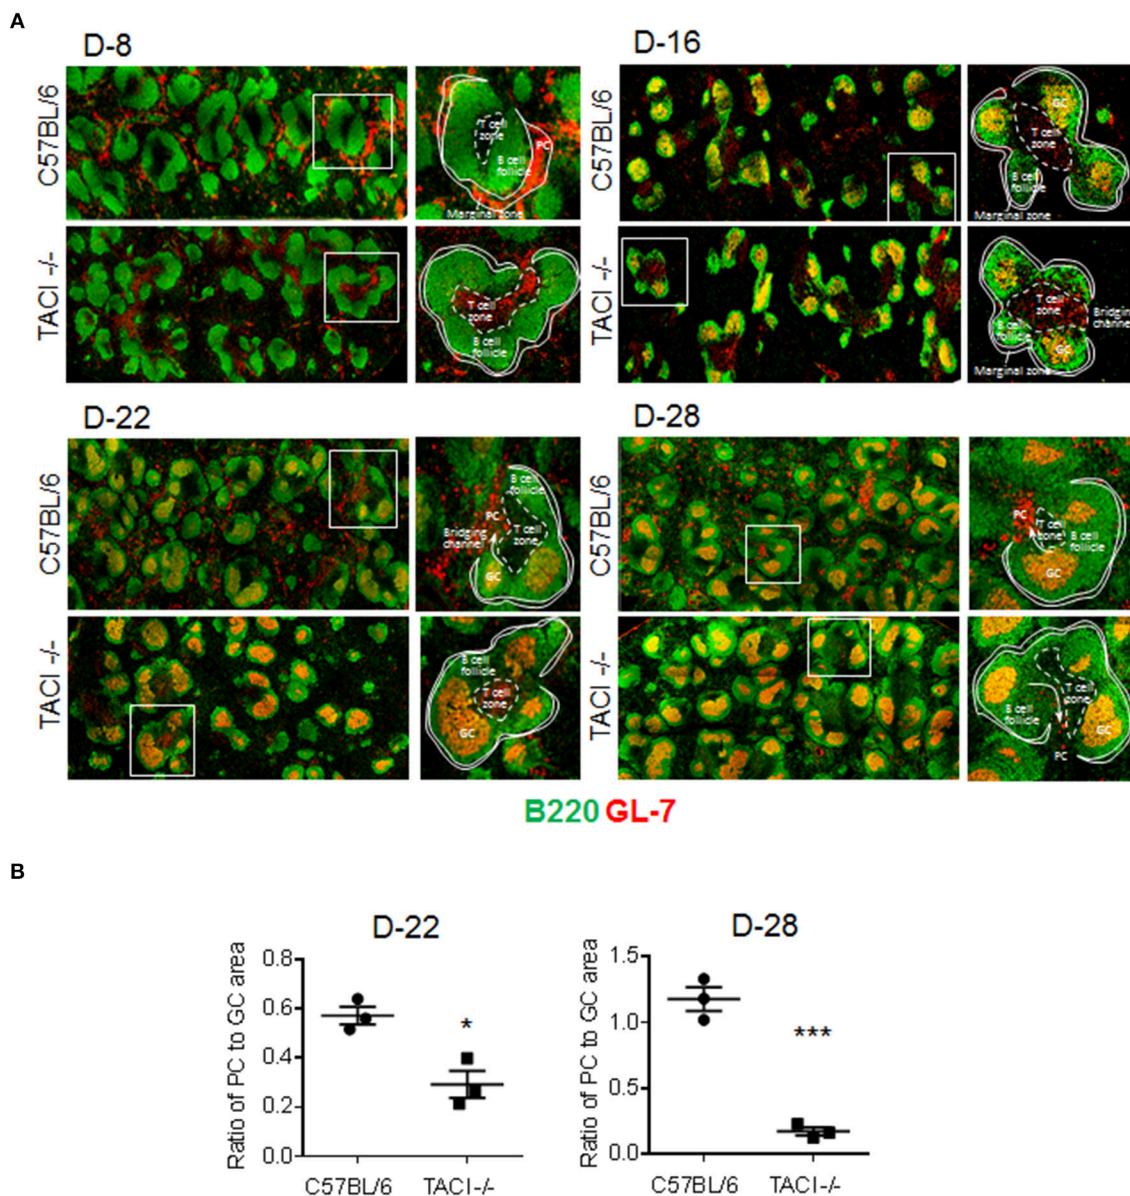 A
D-8
D-16
C57BL/6
T cell
zone
PC
B cell
follicle
Marginal zone
C57BL/6
GC
T cell
zone
B cell
follicle
Marginal zone
TACI -/-
T cell
zone
B cell
follicle
TACI -/-
T cell
zone
Bridging
channel
B cell
follicle
GC
Marginal zone
D-22
D-28
C57BL/6
B cell
follicle
PC
Bridging
channel
T cell
zone
GC
C57BL/6
PC
T cell
zone
B cell
follicle
GC
TACI -/-
B cell
follicle
T cell
zone
GC
TACI -/-
T cell
zone
B cell
follicle
GC
PC
B220 GL-7
B
D-22
Ratio of PC to GC area
0.8
0.6
0.4
0.2
0.0
*
C57BL/6 TACI-/-
D-28
Ratio of PC to GC area
1.5
1.0
0.5
0.0
***
C57BL/6 TACI-/-